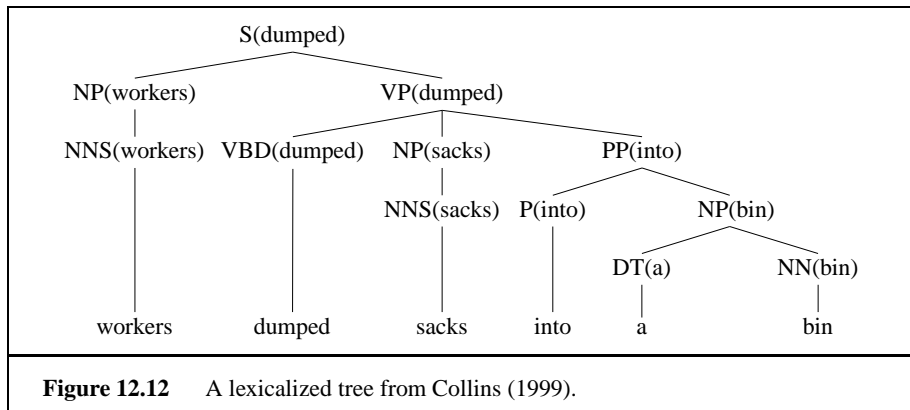 S(dumped)
NP(workers) VP(dumped)
NNS(workers) VBD(dumped) NP(sacks) PP(into)
NNS(sacks) P(into) NP(bin)
DT(a) NN(bin)
workers dumped sacks into a bin
Figure 12.12 A lexicalized tree from Collins (1999).